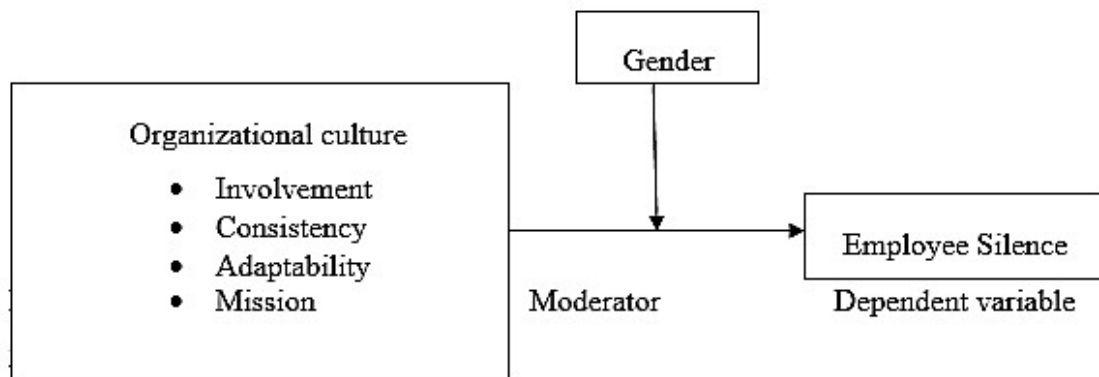 Gender
Organizational culture
• Involvement
• Consistency
• Adaptability
• Mission
Employee Silence
Moderator Dependent variable